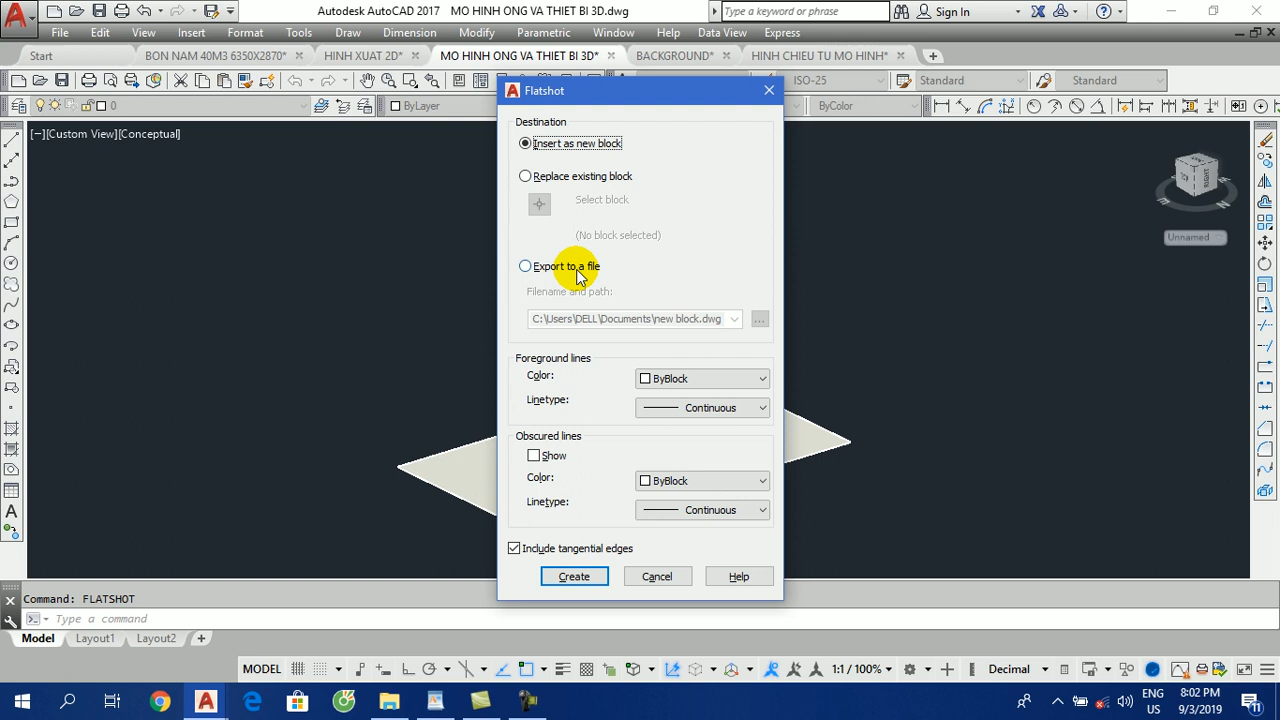 Autodesk AutoCAD 2017 MO HINH ONG VA THIET BI 3D.dwg
Type a keyword or phrase
Sign In
File Edit View Insert Format Tools Draw Dimension Modify Parametric Window Help Data View Express
Start BON NAM 40M3 6350X2870* HINH XUAT 2D* MO HINH ONG VA THIET BI 3D* BACKGROUND* HINH CHIEU TU MO HINH*
ISO-25 Standard Standard
0 ByLayer ByColor
[−][Custom View][Conceptual]
RIGHT
Unnamed
Flatshot
Destination
Insert as new block
Replace existing block
Select block
(No block selected)
Export to a file
Filename and path:
C:\Users\DELL\Documents\new block.dwg
...
Foreground lines
Color: ByBlock
Linetype: Continuous
Obscured lines
Show
Color: ByBlock
Linetype: Continuous
Include tangential edges
Create Cancel Help
Command: FLATSHOT
Type a command
Model Layout1 Layout2 +
MODEL 1:1 / 100% Decimal
ENG 8:02 PM
US 9/3/2019
11